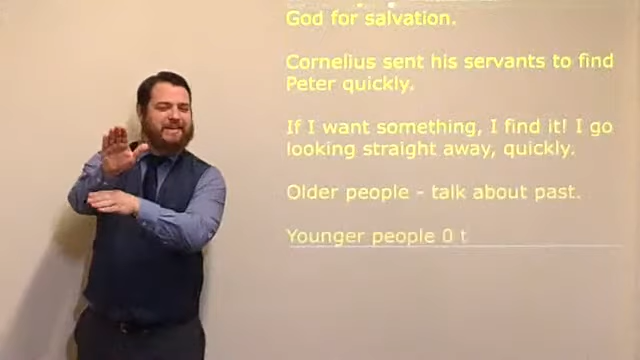 God for salvation.
Cornelius sent his servants to find
Peter quickly.
If I want something, I find it! I go
looking straight away, quickly.
Older people - talk about past.
Younger people 0 t